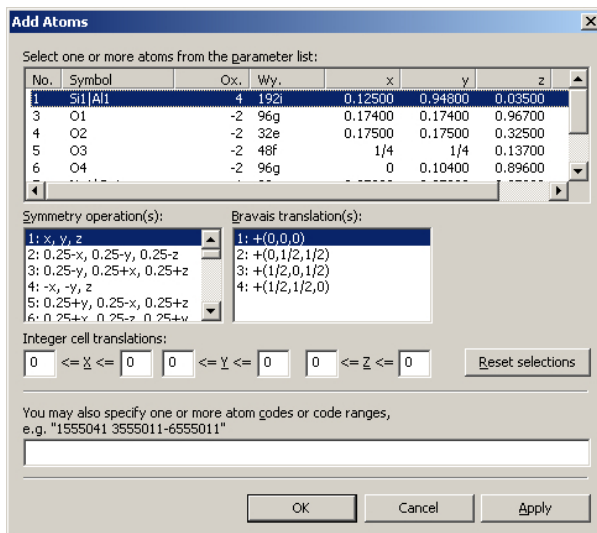 Add Atoms
Select one or more atoms from the parameter list:
No. Symbol Ox. Wy. x y z
1 Si1|Al1 4 192i 0.12500 0.94800 0.03500
3 O1 -2 96g 0.17400 0.17400 0.96700
4 O2 -2 32e 0.17500 0.17500 0.32500
5 O3 -2 48f 1/4 1/4 0.13700
6 O4 -2 96g 0 0.10400 0.89600
Symmetry operation(s): Bravais translation(s):
1: x, y, z 1: +(0,0,0)
2: 0.25-x, 0.25-y, 0.25-z 2: +(0,1/2,1/2)
3: 0.25-y, 0.25+x, 0.25+z 3: +(1/2,0,1/2)
4: -x, -y, z 4: +(1/2,1/2,0)
5: 0.25+y, 0.25-x, 0.25+z
6: 0.25+x, 0.25-z, 0.25+y
Integer cell translations:
0 <= X <= 0 0 <= Y <= 0 0 <= Z <= 0 Reset selections
You may also specify one or more atom codes or code ranges,
e.g. "1555041 3555011-6555011"
OK Cancel Apply